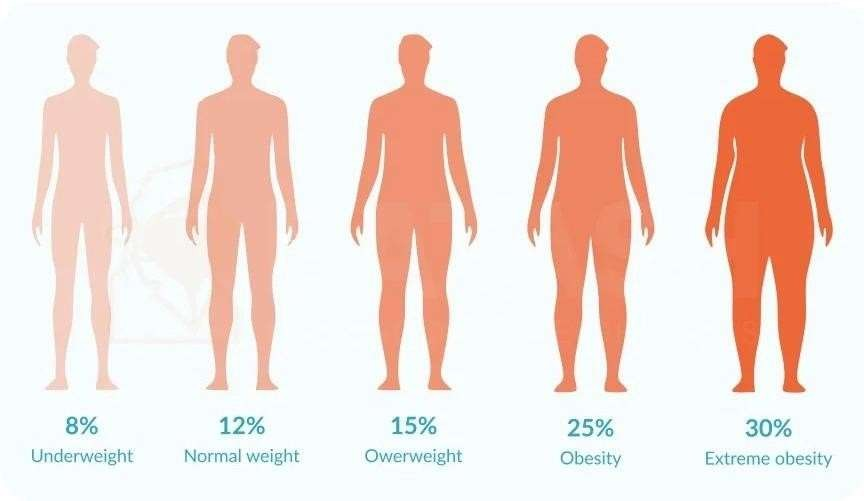 8%
Underweight
12%
Normal weight
15%
Owerweight
25%
Obesity
30%
Extreme obesity